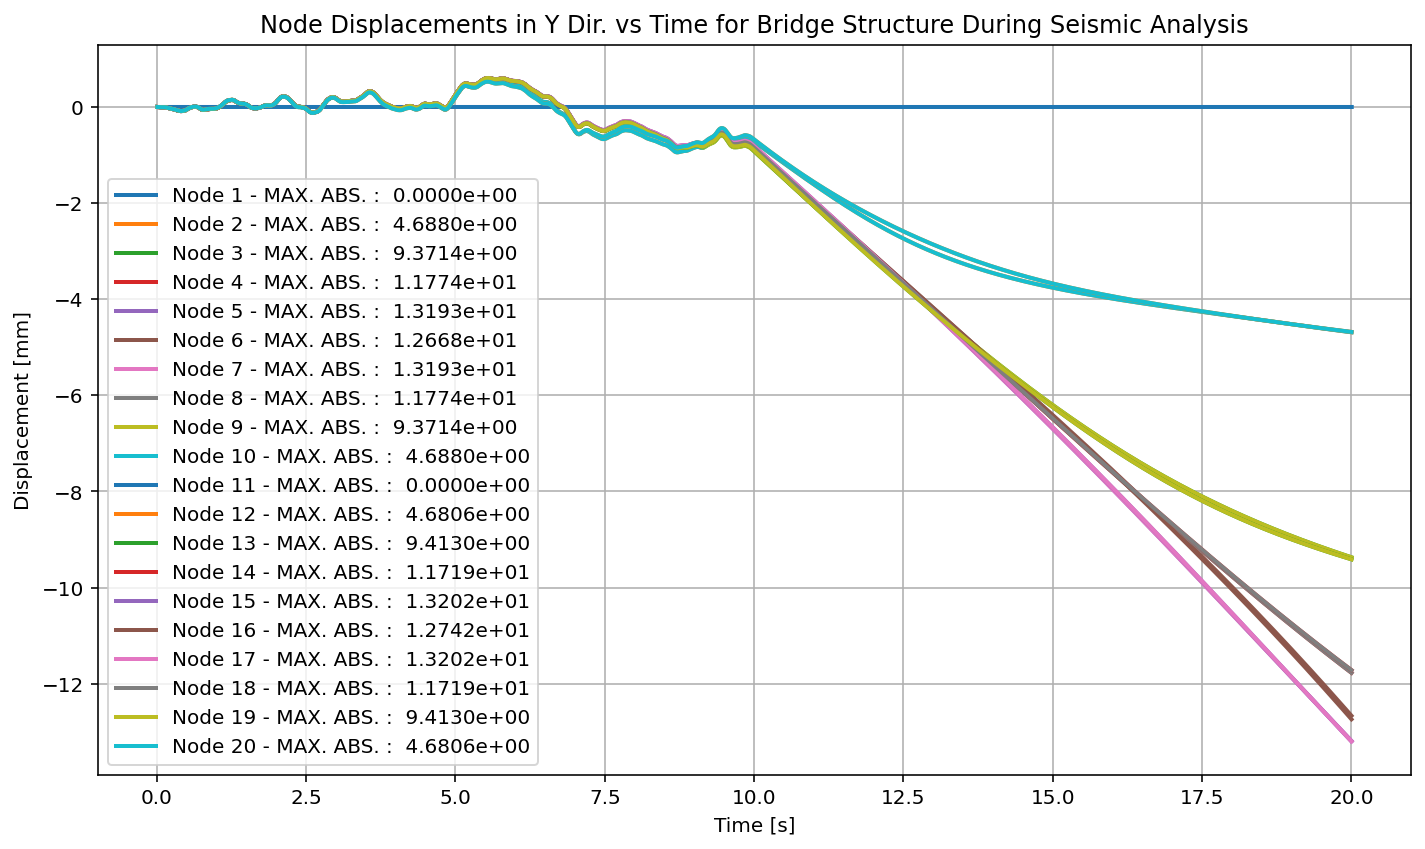 Node Displacements in Y Dir. vs Time for Bridge Structure During Seismic Analysis
0
−2
−4
−6
−8
−10
−12
Displacement [mm]
Node 1 - MAX. ABS. : 0.0000e+00
Node 2 - MAX. ABS. : 4.6880e+00
Node 3 - MAX. ABS. : 9.3714e+00
Node 4 - MAX. ABS. : 1.1774e+01
Node 5 - MAX. ABS. : 1.3193e+01
Node 6 - MAX. ABS. : 1.2668e+01
Node 7 - MAX. ABS. : 1.3193e+01
Node 8 - MAX. ABS. : 1.1774e+01
Node 9 - MAX. ABS. : 9.3714e+00
Node 10 - MAX. ABS. : 4.6880e+00
Node 11 - MAX. ABS. : 0.0000e+00
Node 12 - MAX. ABS. : 4.6806e+00
Node 13 - MAX. ABS. : 9.4130e+00
Node 14 - MAX. ABS. : 1.1719e+01
Node 15 - MAX. ABS. : 1.3202e+01
Node 16 - MAX. ABS. : 1.2742e+01
Node 17 - MAX. ABS. : 1.3202e+01
Node 18 - MAX. ABS. : 1.1719e+01
Node 19 - MAX. ABS. : 9.4130e+00
Node 20 - MAX. ABS. : 4.6806e+00
0.0 2.5 5.0 7.5 10.0 12.5 15.0 17.5 20.0
Time [s]